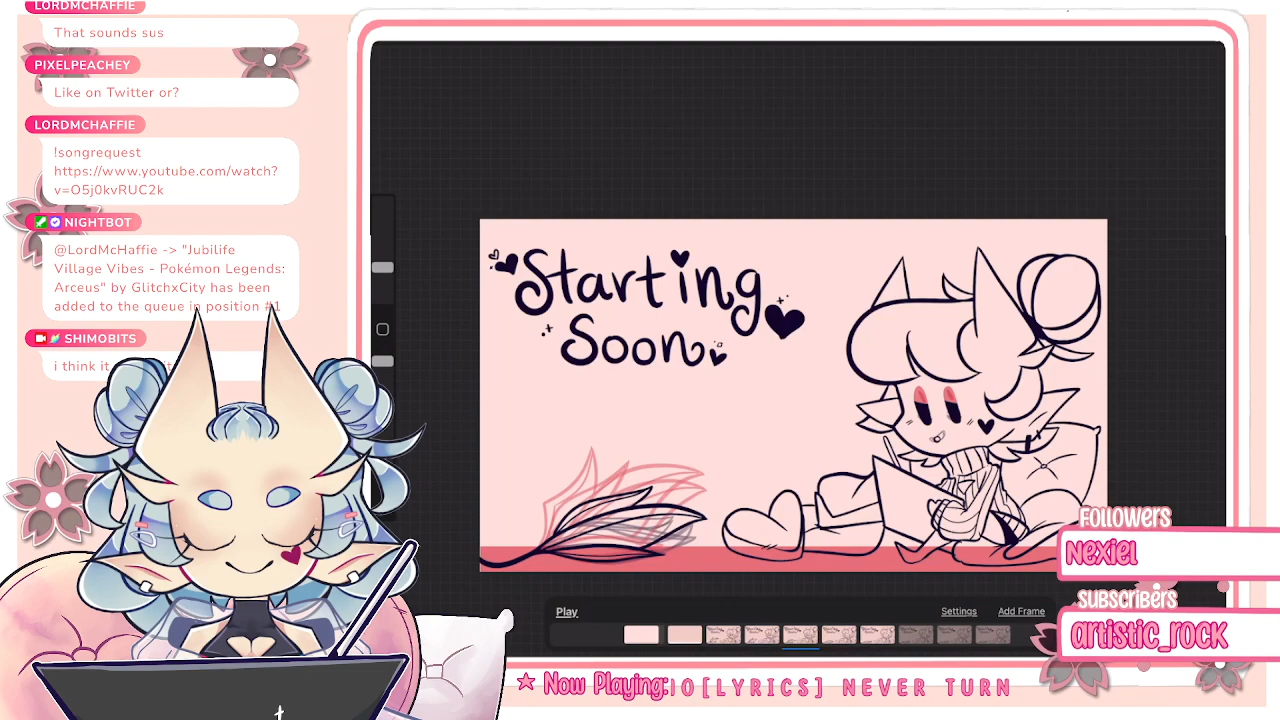 LORDMCHAFFIE
That sounds sus
PIXELPEACHEY
Like on Twitter or?
LORDMCHAFFIE
!songrequest
https://www.youtube.com/watch?
v=O5j0kvRUC2k
NIGHTBOT
@LordMcHaffie -> "Jubilife
Village Vibes - Pokémon Legends:
Arceus" by GlitchxCity has been
added to the queue in position #1
SHIMOBITS
i think it
Starting
Soon
Play
Settings
Add Frame
Followers
Nexiel
Subscribers
artistic_rock
Now Playing: [LYRICS] NEVER TURN